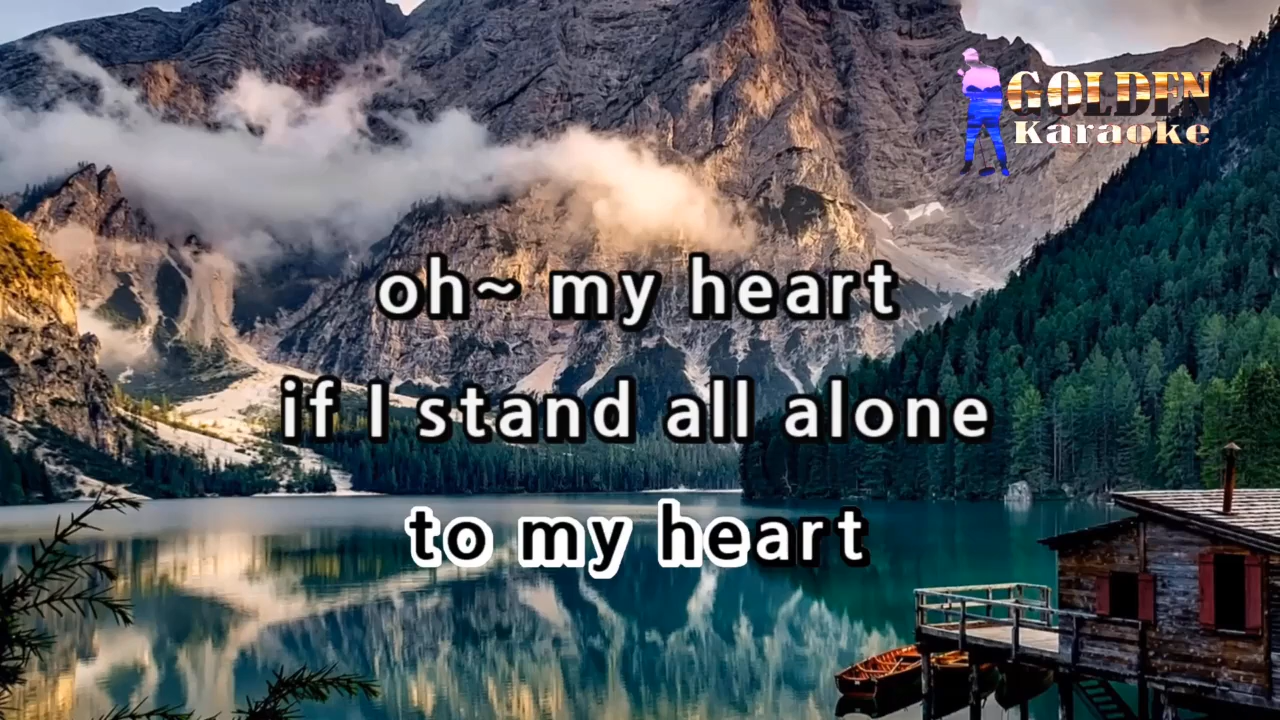 GOLDEN
Karaoke
oh~ my heart
if I stand all alone
to my heart